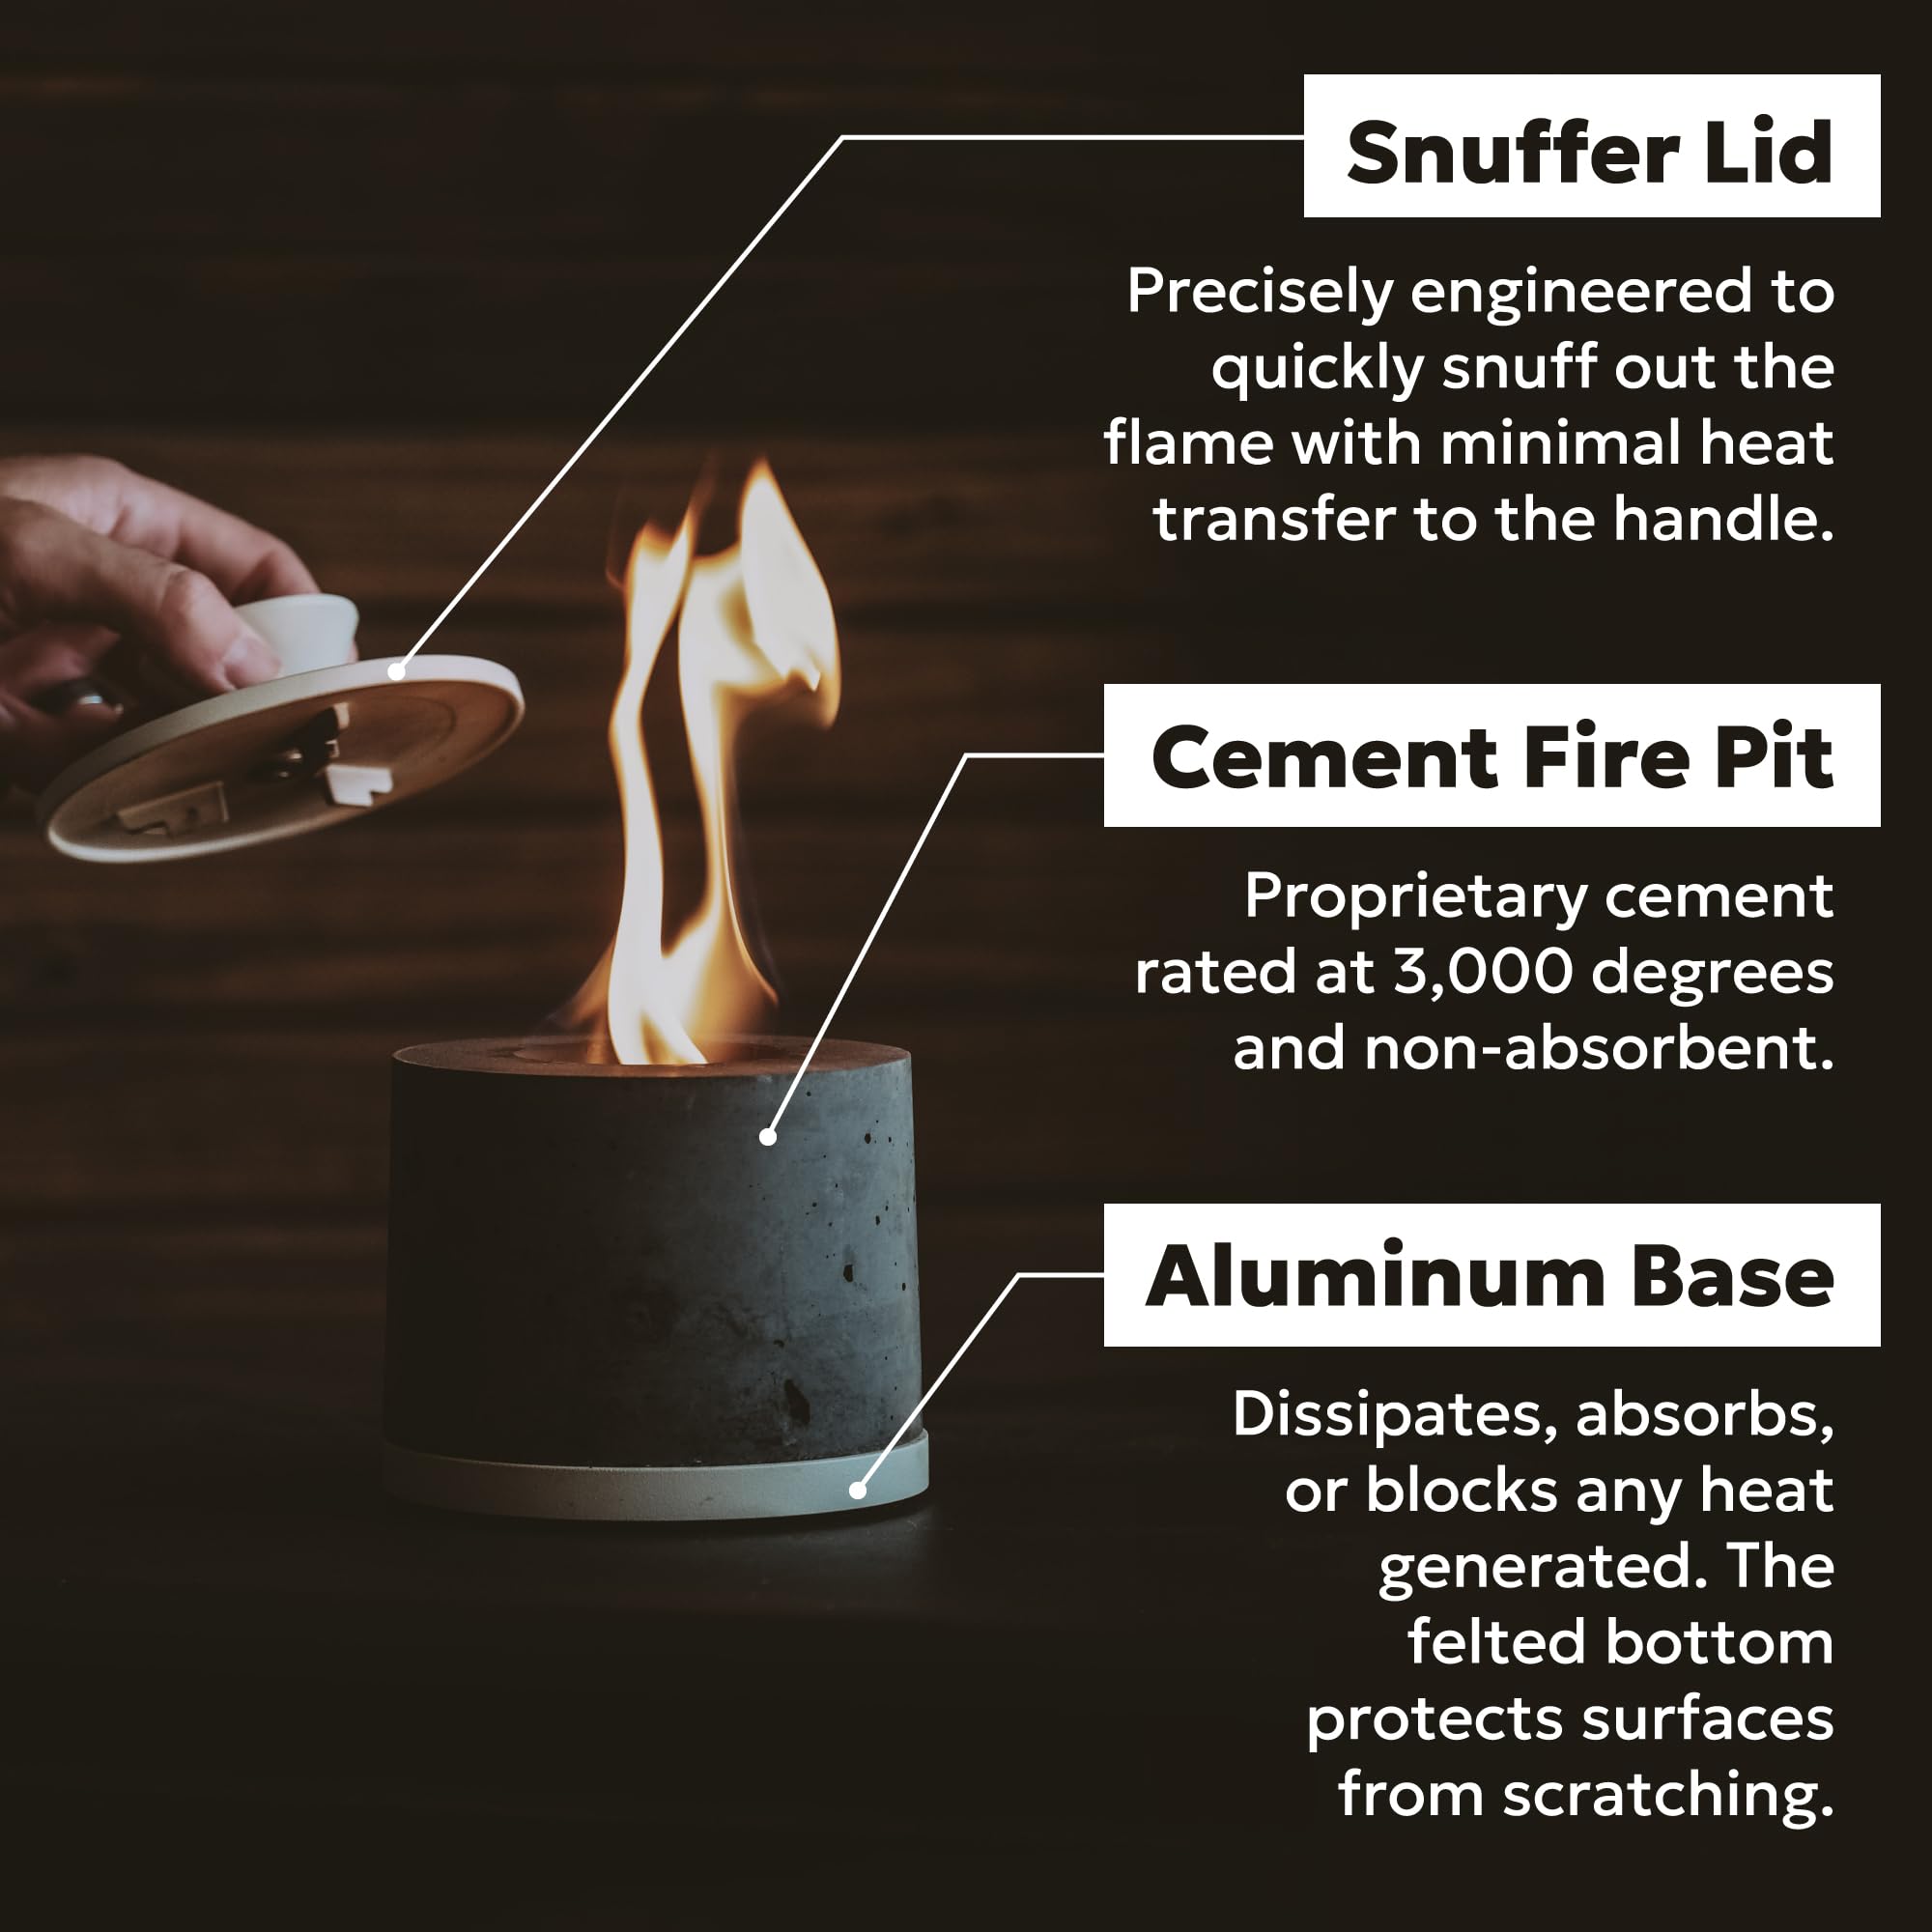 Snuffer Lid
Precisely engineered to
quickly snuff out the
flame with minimal heat
transfer to the handle.
Cement Fire Pit
Proprietary cement
rated at 3,000 degrees
and non-absorbent.
Aluminum Base
Dissipates, absorbs,
or blocks any heat
generated. The
felted bottom
protects surfaces
from scratching.